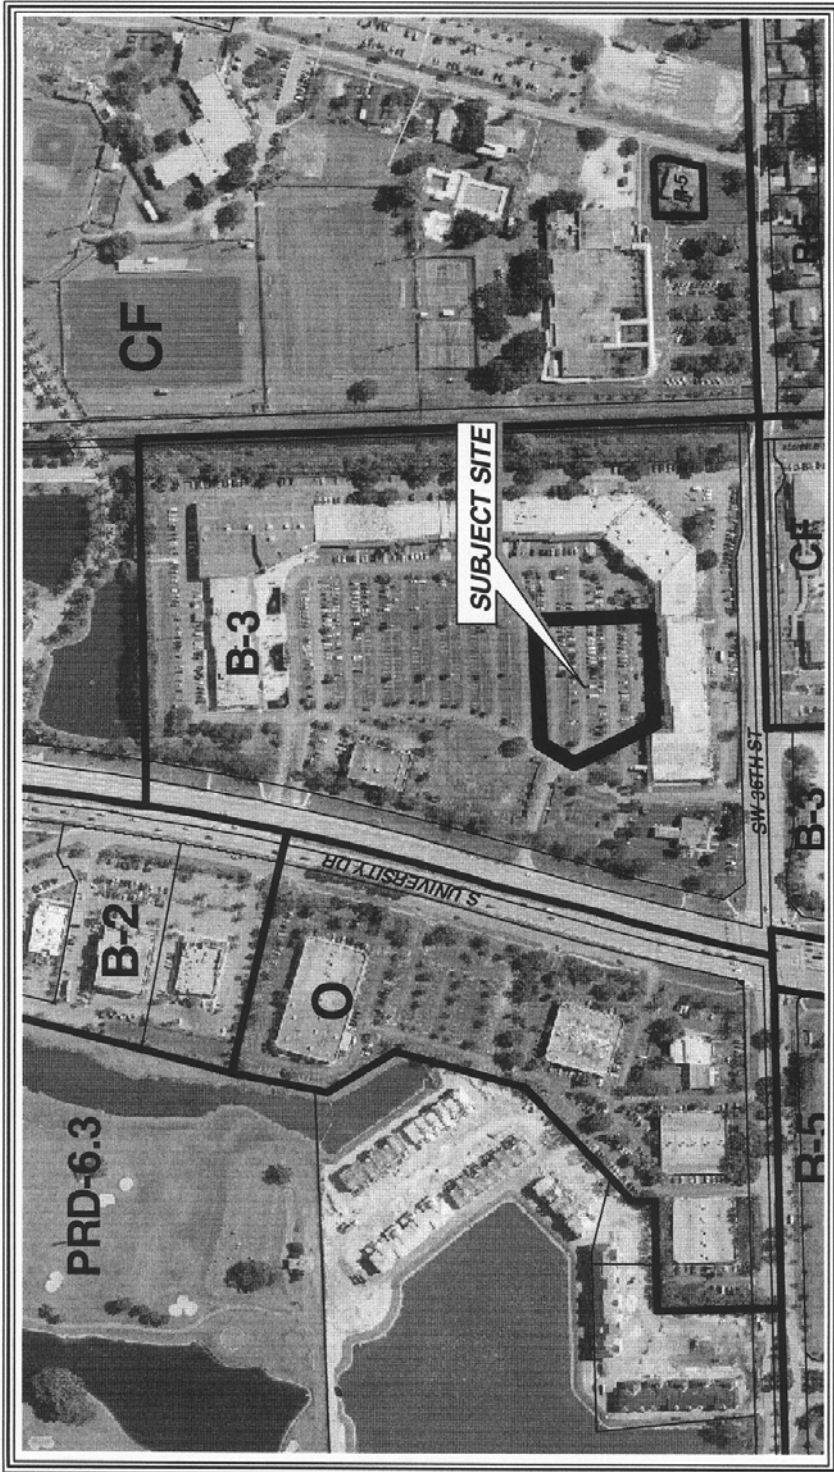 CF
R-5
B-3
SUBJECT SITE
CF
SW 36TH ST
B-3
S UNIVERSITY DR
B-2
O
R-5
PRD-6.3